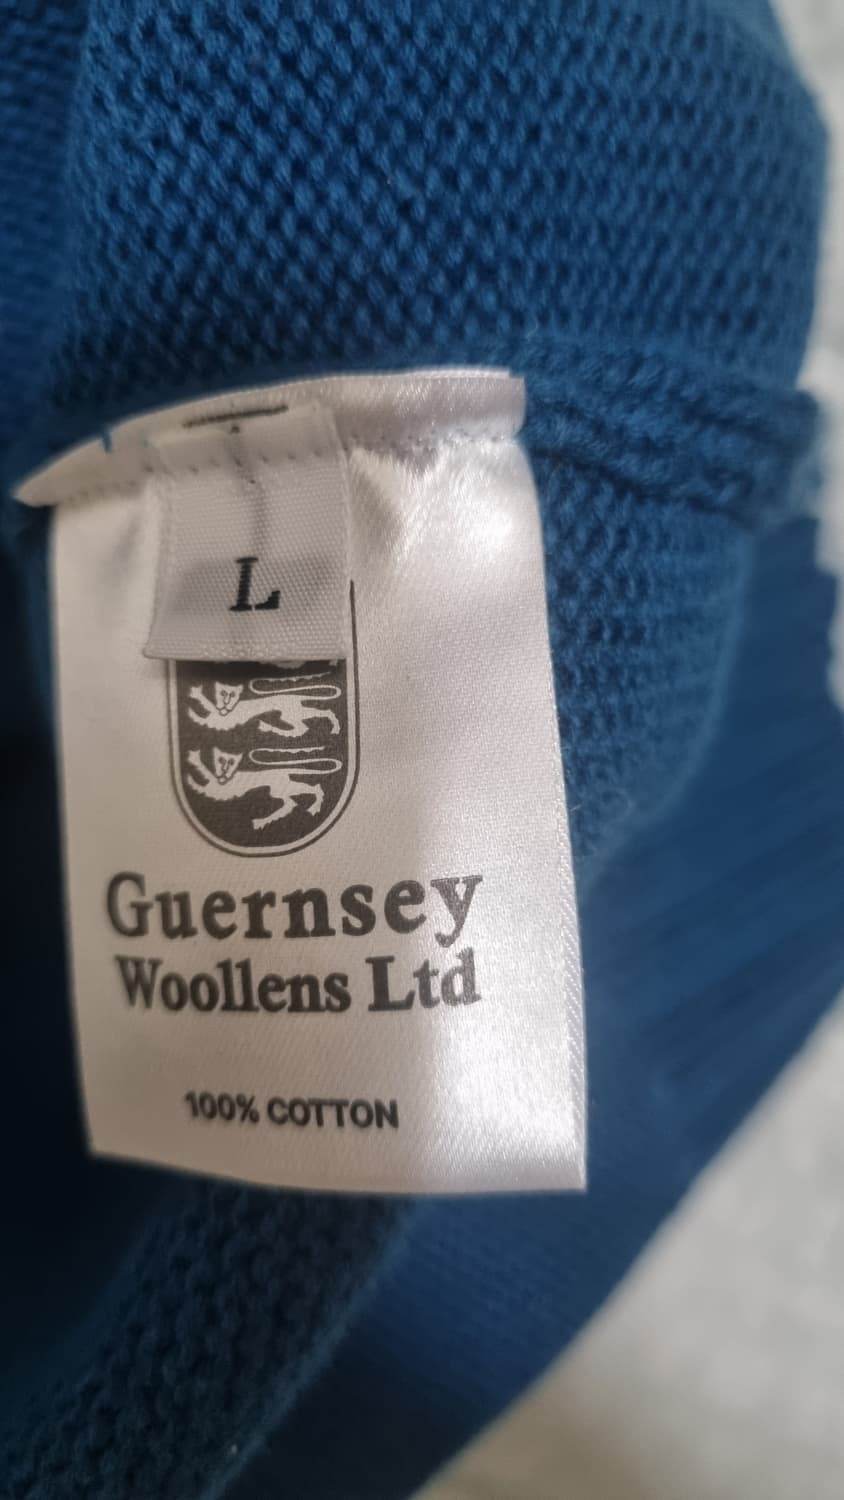 L
Guernsey
Woollens Ltd
100% COTTON